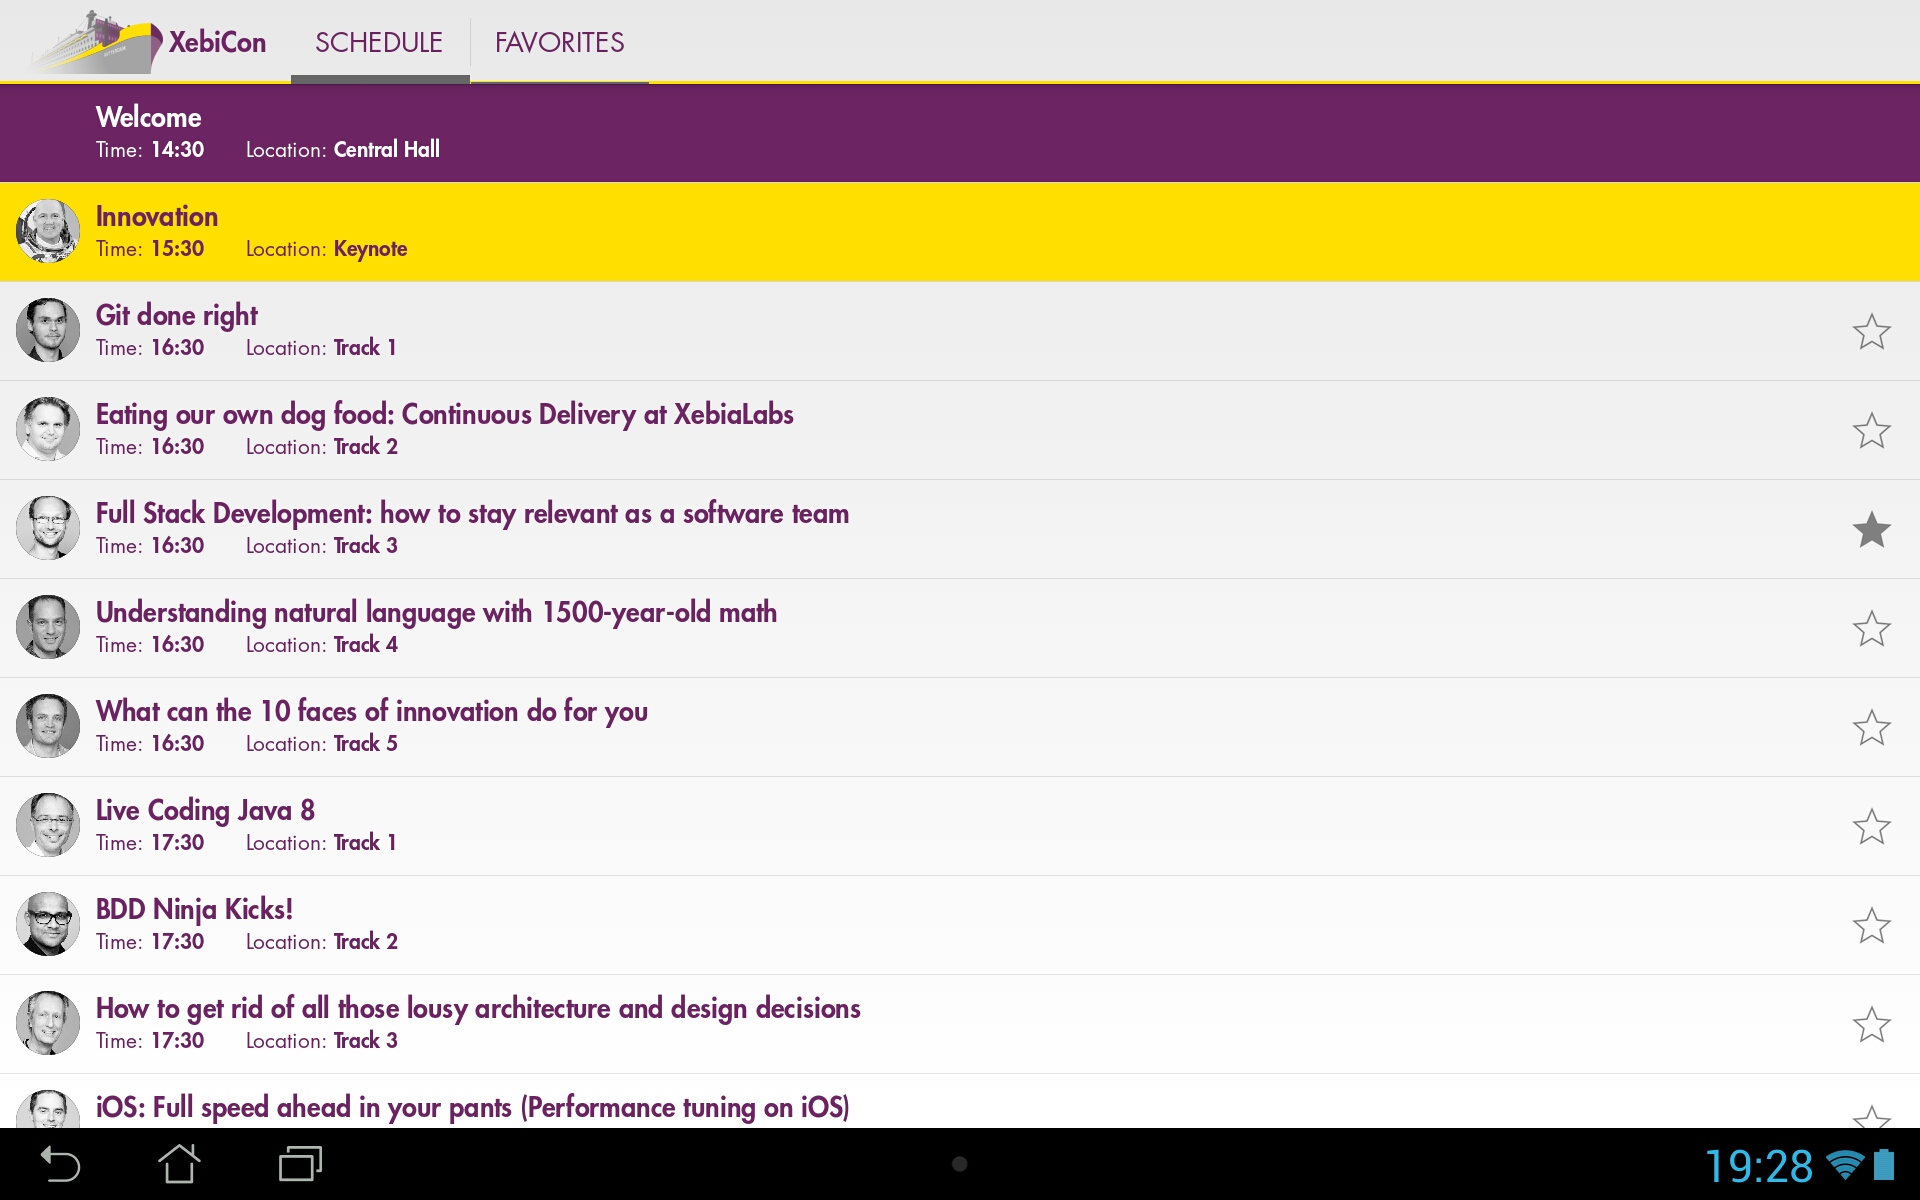 XebiCon SCHEDULE FAVORITES
Welcome
Time: 14:30 Location: Central Hall
Innovation
Time: 15:30 Location: Keynote
Git done right
Time: 16:30 Location: Track 1
Eating our own dog food: Continuous Delivery at XebiaLabs
Time: 16:30 Location: Track 2
Full Stack Development: how to stay relevant as a software team
Time: 16:30 Location: Track 3
Understanding natural language with 1500-year-old math
Time: 16:30 Location: Track 4
What can the 10 faces of innovation do for you
Time: 16:30 Location: Track 5
Live Coding Java 8
Time: 17:30 Location: Track 1
BDD Ninja Kicks!
Time: 17:30 Location: Track 2
How to get rid of all those lousy architecture and design decisions
Time: 17:30 Location: Track 3
iOS: Full speed ahead in your pants (Performance tuning on iOS)
19:28